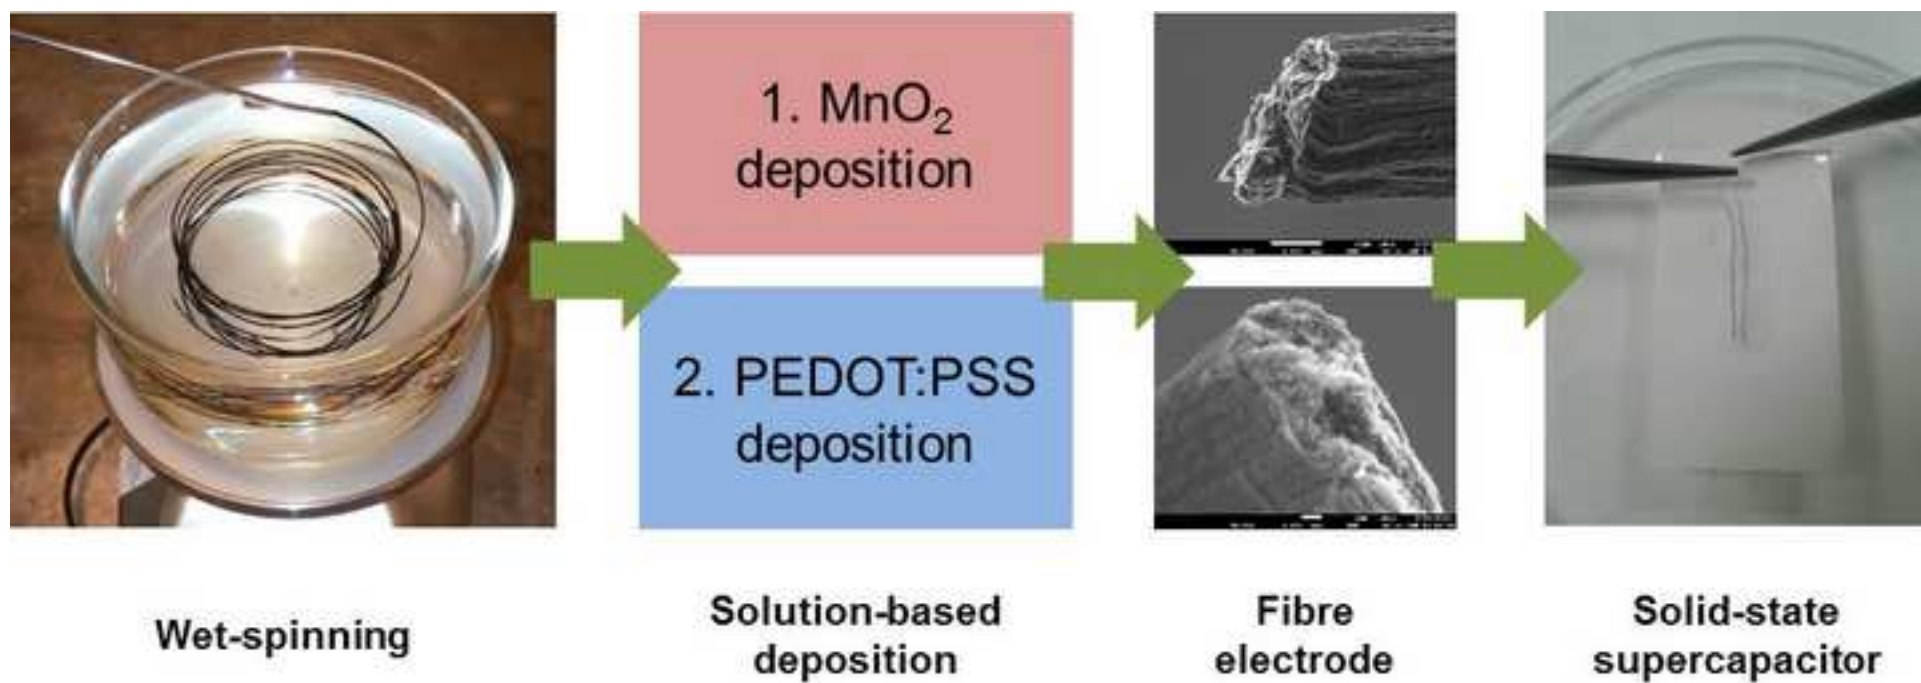 1. MnO₂
deposition
2. PEDOT:PSS
deposition
Wet-spinning
Solution-based
deposition
Fibre
electrode
Solid-state
supercapacitor